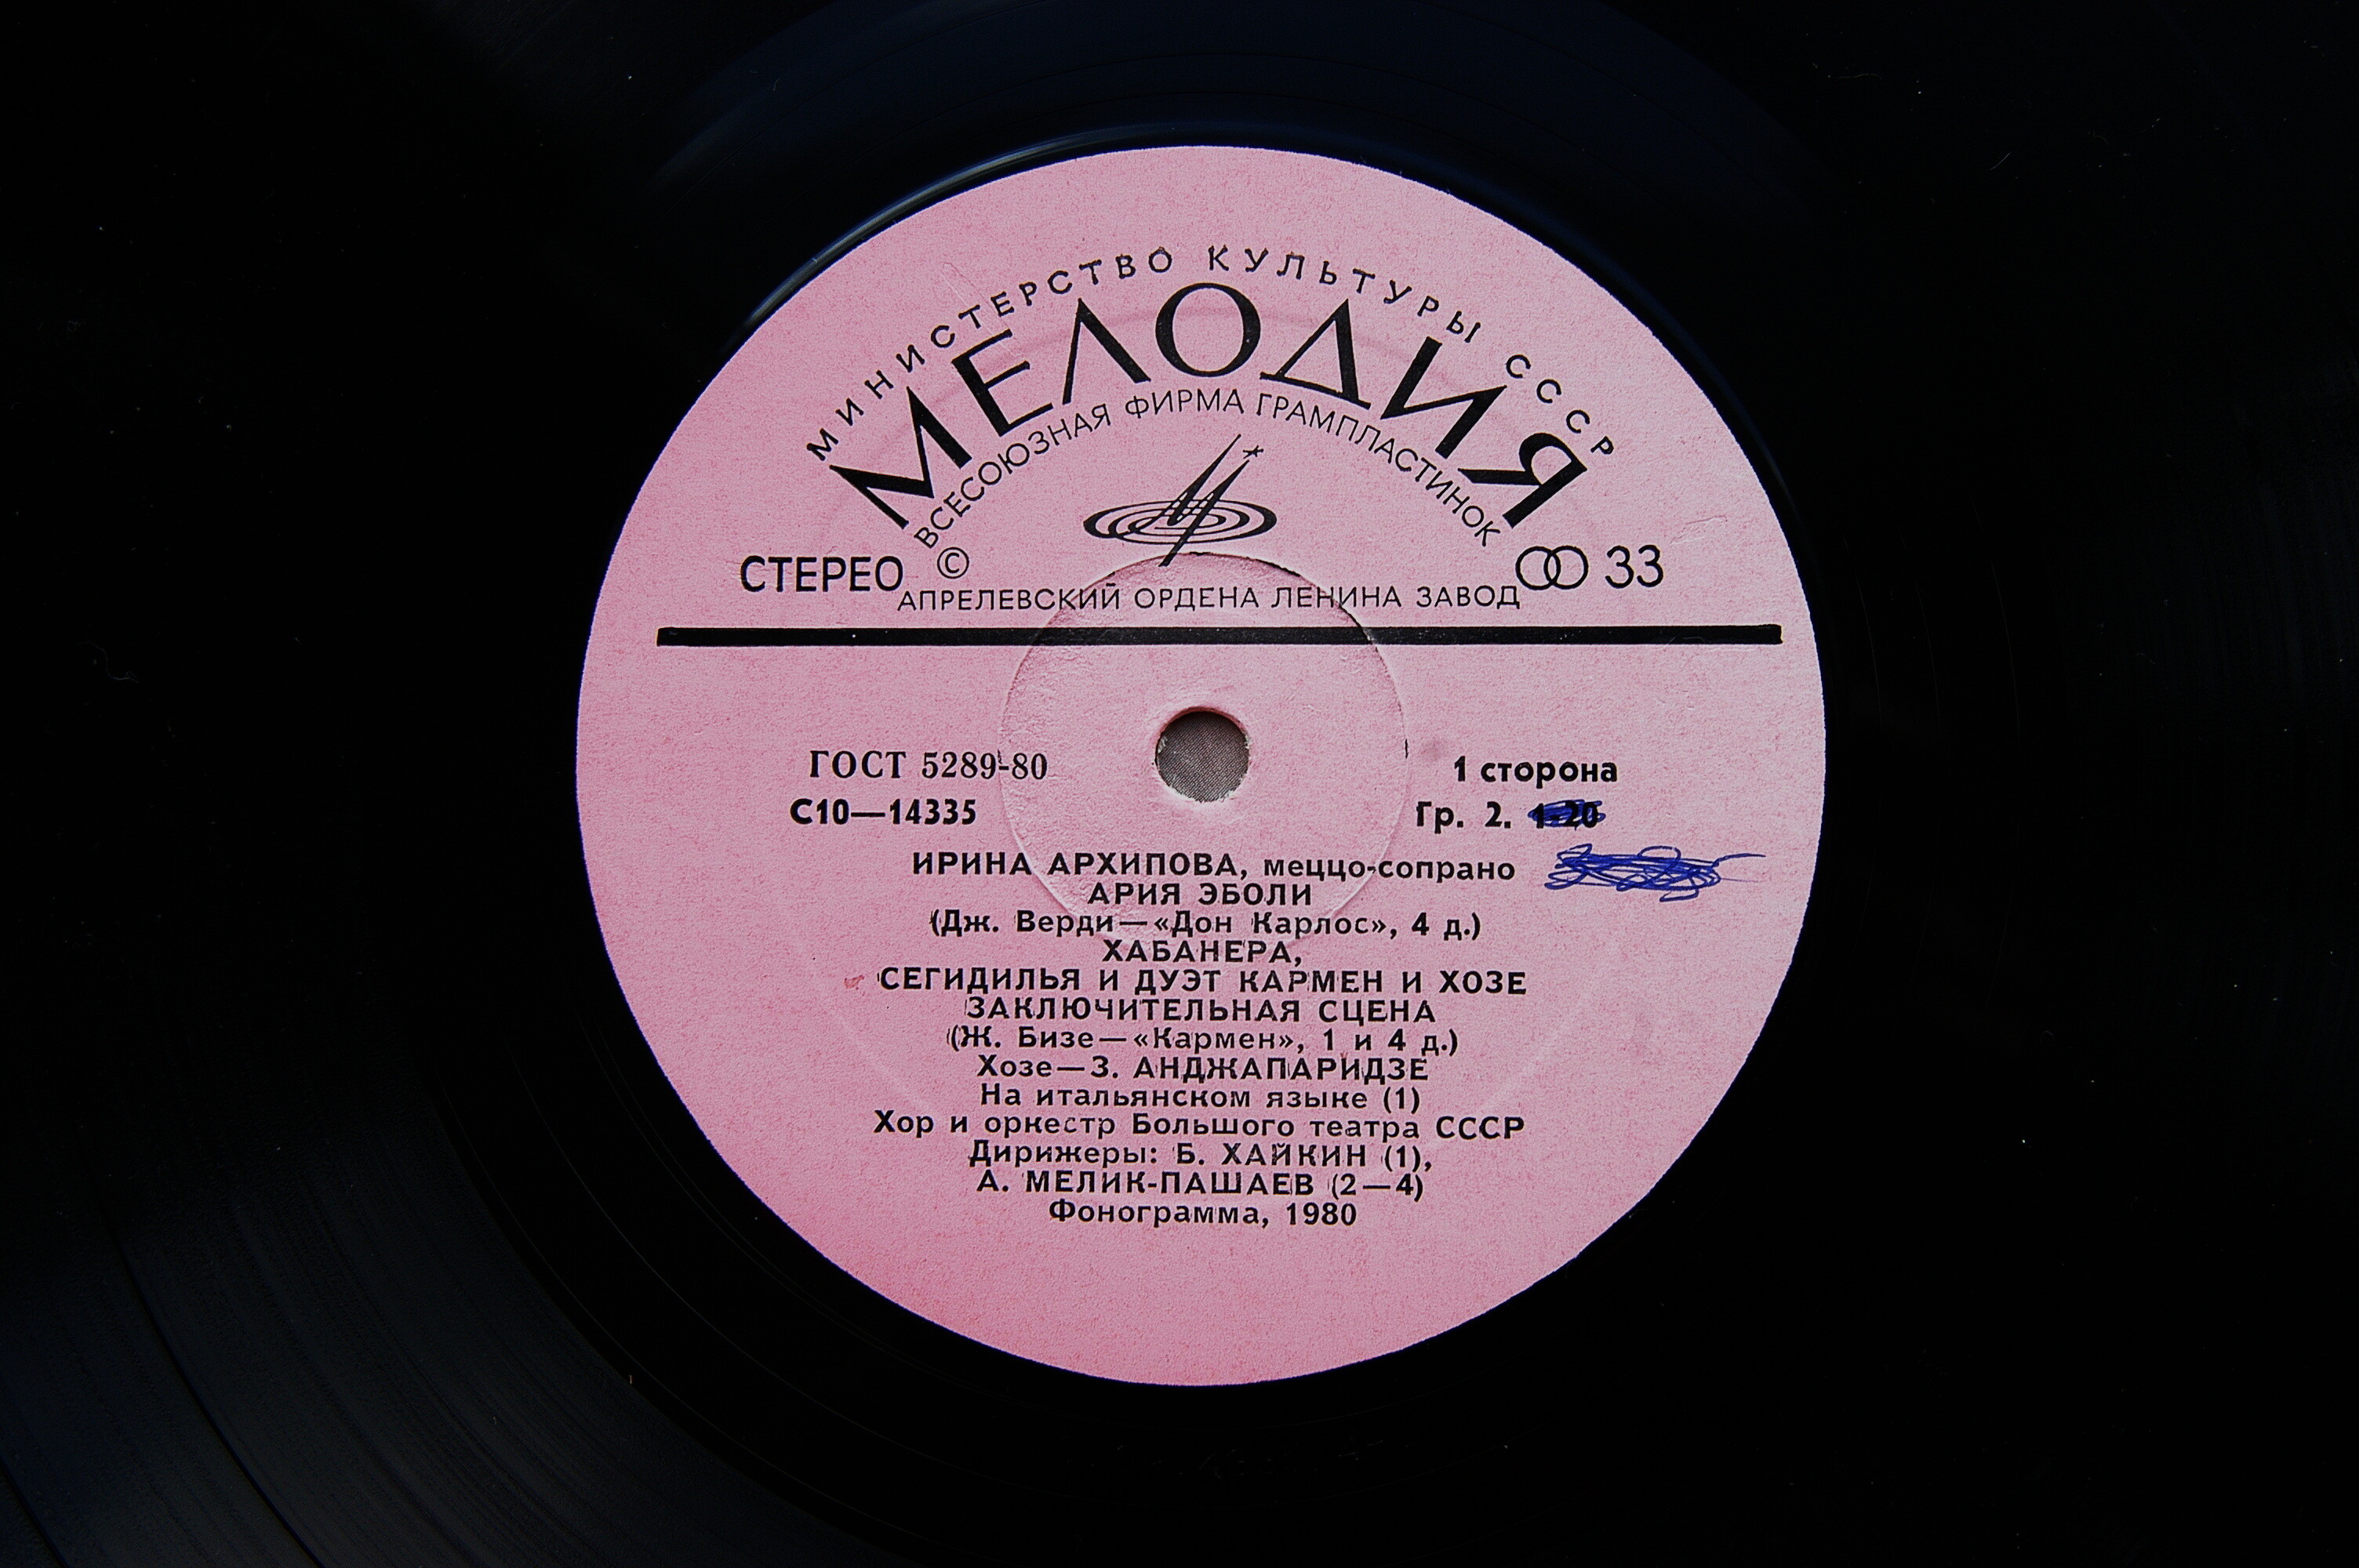 МИНИСТЕРСТВО КУЛЬТУРЫ СССР
МЕЛОДИЯ
ВСЕСОЮЗНАЯ ФИРМА ГРАМПЛАСТИНОК
СТЕРЕО © 33
АПРЕЛЕВСКИЙ ОРДЕНА ЛЕНИНА ЗАВОД
ГОСТ 5289-80 1 сторона
С10—14335 Гр. 2. 1-20
ИРИНА АРХИПОВА, меццо-сопрано
АРИЯ ЭБОЛИ
(Дж. Верди—«Дон Карлос», 4 д.)
ХАБАНЕРА,
СЕГИДИЛЬЯ И ДУЭТ КАРМЕН И ХОЗЕ
ЗАКЛЮЧИТЕЛЬНАЯ СЦЕНА
(Ж. Бизе—«Кармен», 1 и 4 д.)
Хозе—З. АНДЖАПАРИДЗЕ
На итальянском языке (1)
Хор и оркестр Большого театра СССР
Дирижеры: Б. ХАЙКИН (1),
А. МЕЛИК-ПАШАЕВ (2—4)
Фонограмма, 1980